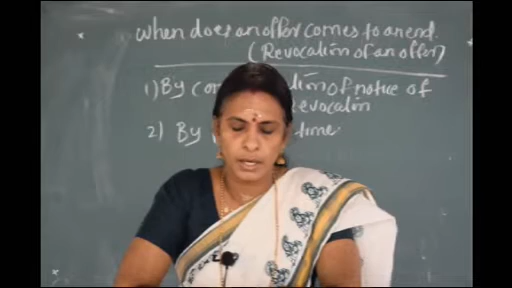 When does an offer comes to an end.
(Revocation of an offer)
1) By tion of notice of
Revocation
2) By time